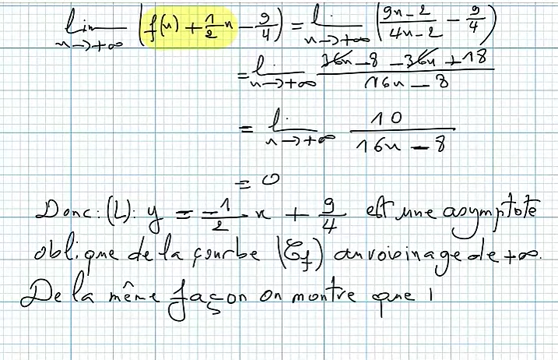 lim (f(x) + 1/2 x - 9/4) = lim (9x-2 / 4x-2 - 9/4)
x→+∞ x→+∞
= lim 36x - 8 - 36x + 18 / 16x - 8
x→+∞
= lim 10 / 16x - 8
x→+∞
= 0
Donc : (L) : y = -1/2 x + 9/4 est une asymptote
oblique de la courbe (Cf) au voisinage de +∞.
De la même façon on montre que